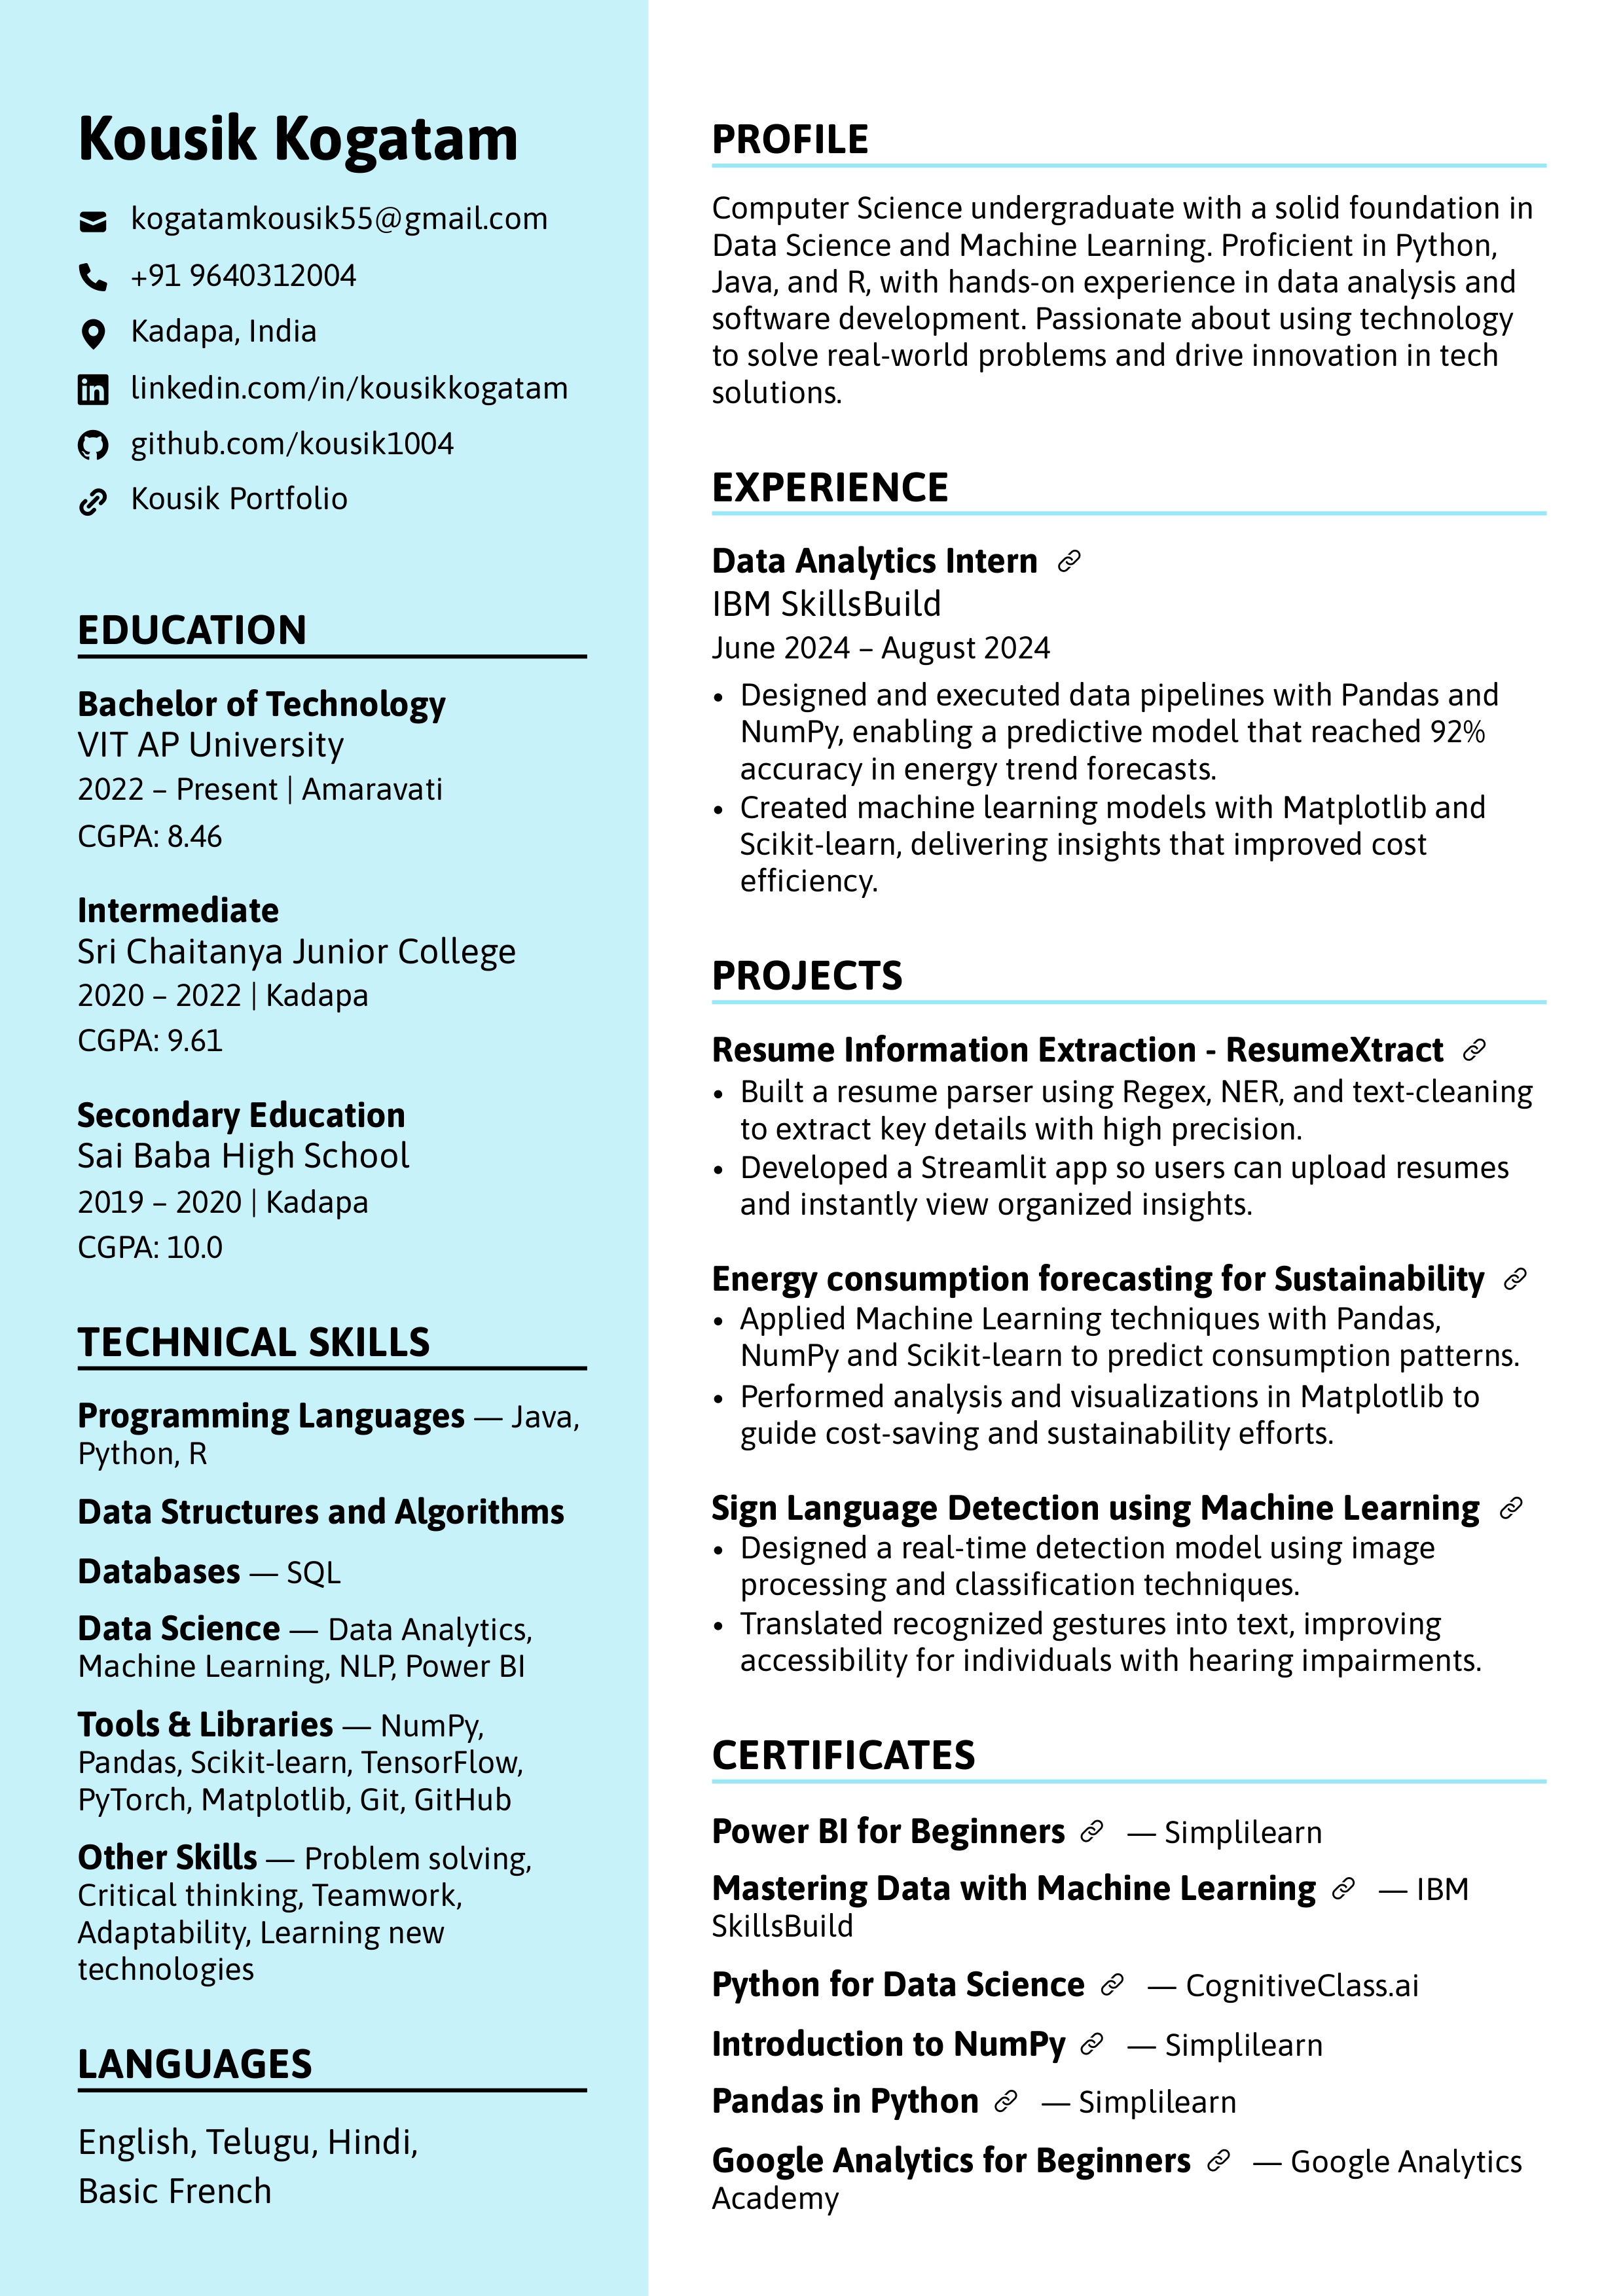 Kousik Kogatam
kogatamkousik55@gmail.com
+91 9640312004
Kadapa, India
linkedin.com/in/kousikkogatam
github.com/kousik1004
Kousik Portfolio
EDUCATION
Bachelor of Technology
VIT AP University
2022 – Present | Amaravati
CGPA: 8.46
Intermediate
Sri Chaitanya Junior College
2020 – 2022 | Kadapa
CGPA: 9.61
Secondary Education
Sai Baba High School
2019 – 2020 | Kadapa
CGPA: 10.0
TECHNICAL SKILLS
Programming Languages — Java,
Python, R
Data Structures and Algorithms
Databases — SQL
Data Science — Data Analytics,
Machine Learning, NLP, Power BI
Tools & Libraries — NumPy,
Pandas, Scikit-learn, TensorFlow,
PyTorch, Matplotlib, Git, GitHub
Other Skills — Problem solving,
Critical thinking, Teamwork,
Adaptability, Learning new
technologies
LANGUAGES
English, Telugu, Hindi,
Basic French
PROFILE
Computer Science undergraduate with a solid foundation in
Data Science and Machine Learning. Proficient in Python,
Java, and R, with hands-on experience in data analysis and
software development. Passionate about using technology
to solve real-world problems and drive innovation in tech
solutions.
EXPERIENCE
Data Analytics Intern
IBM SkillsBuild
June 2024 – August 2024
• Designed and executed data pipelines with Pandas and
NumPy, enabling a predictive model that reached 92%
accuracy in energy trend forecasts.
• Created machine learning models with Matplotlib and
Scikit-learn, delivering insights that improved cost
efficiency.
PROJECTS
Resume Information Extraction - ResumeXtract
• Built a resume parser using Regex, NER, and text-cleaning
to extract key details with high precision.
• Developed a Streamlit app so users can upload resumes
and instantly view organized insights.
Energy consumption forecasting for Sustainability
• Applied Machine Learning techniques with Pandas,
NumPy and Scikit-learn to predict consumption patterns.
• Performed analysis and visualizations in Matplotlib to
guide cost-saving and sustainability efforts.
Sign Language Detection using Machine Learning
• Designed a real-time detection model using image
processing and classification techniques.
• Translated recognized gestures into text, improving
accessibility for individuals with hearing impairments.
CERTIFICATES
Power BI for Beginners — Simplilearn
Mastering Data with Machine Learning — IBM
SkillsBuild
Python for Data Science — CognitiveClass.ai
Introduction to NumPy — Simplilearn
Pandas in Python — Simplilearn
Google Analytics for Beginners — Google Analytics
Academy